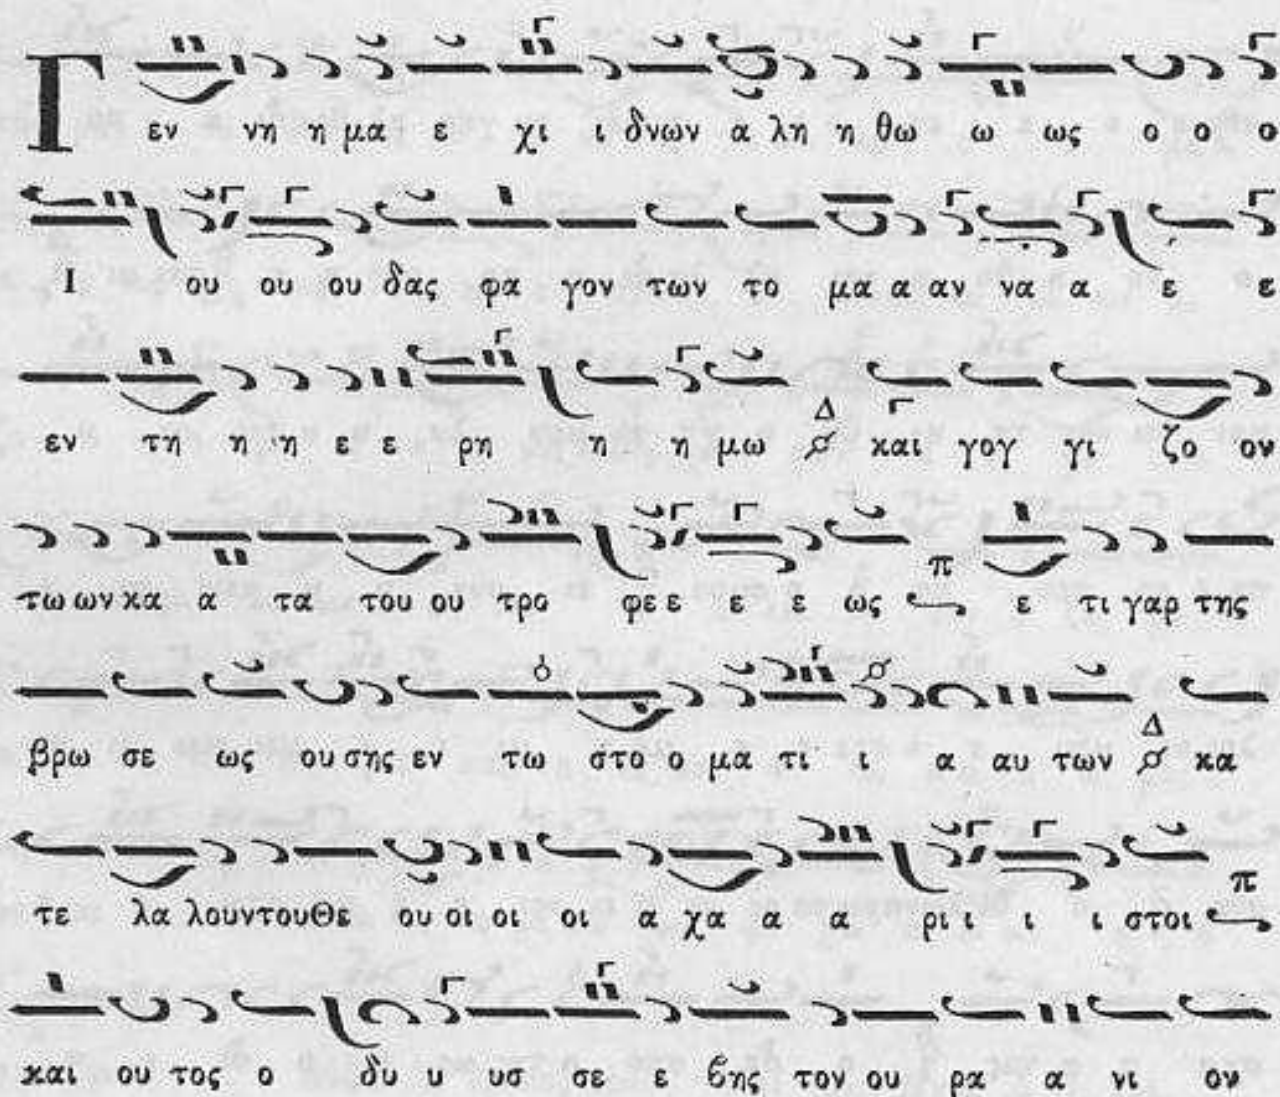 Γ εν νη η μα ε χι ι δνων α λη η θω ω ως ο ο ο
Ι ου ου ου δας φα γον των το μα α αν να α ε ε
εν τη η η ε ε ρη η η μω Δ και γογ γι ζο ον
τω ων κα α τα του ου τρο φε ε ε ε ως π ε τι γαρ της
βρω σε ως ου σης εν τω στο ο μα τι ι α αυ των Δ κα
τε λα λουν του Θε ου οι οι οι α χα α α ρι ι ι ι στοι π
και ου τος ο δυ υ υσ σε ε βης τον ου ρα α νι ον